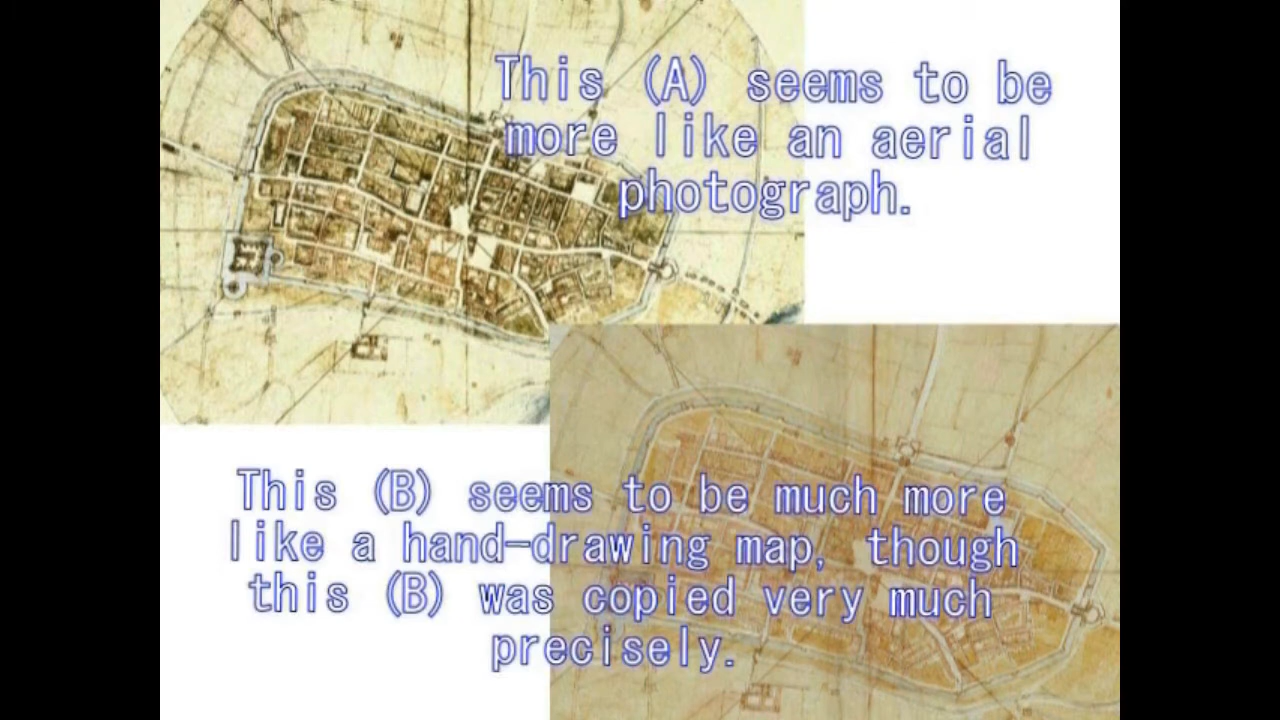 This (A) seems to be
more like an aerial
photograph.
This (B) seems to be much more
like a hand-drawing map, though
this (B) was copied very much
precisely.